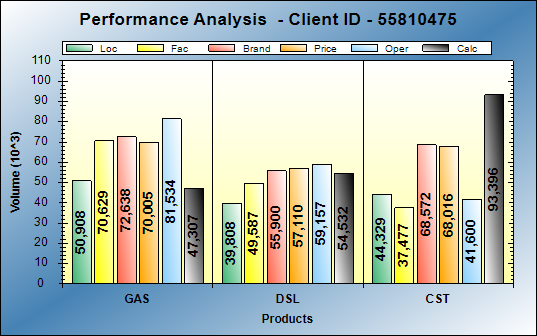 Performance Analysis - Client ID - 55810475
Loc Fac Brand Price Oper Calc
Volume (10^3)
110
100
90
80
70
60
50
40
30
20
10
0
50,908 70,629 72,638 70,005 81,534 47,307
39,808 49,587 55,900 57,110 59,157 54,532
44,329 37,477 68,572 68,016 41,600 93,396
GAS DSL CST
Products